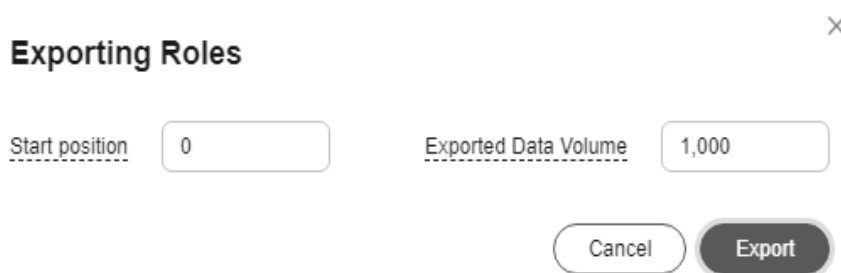 Exporting Roles
Start position 0 Exported Data Volume 1,000
Cancel Export